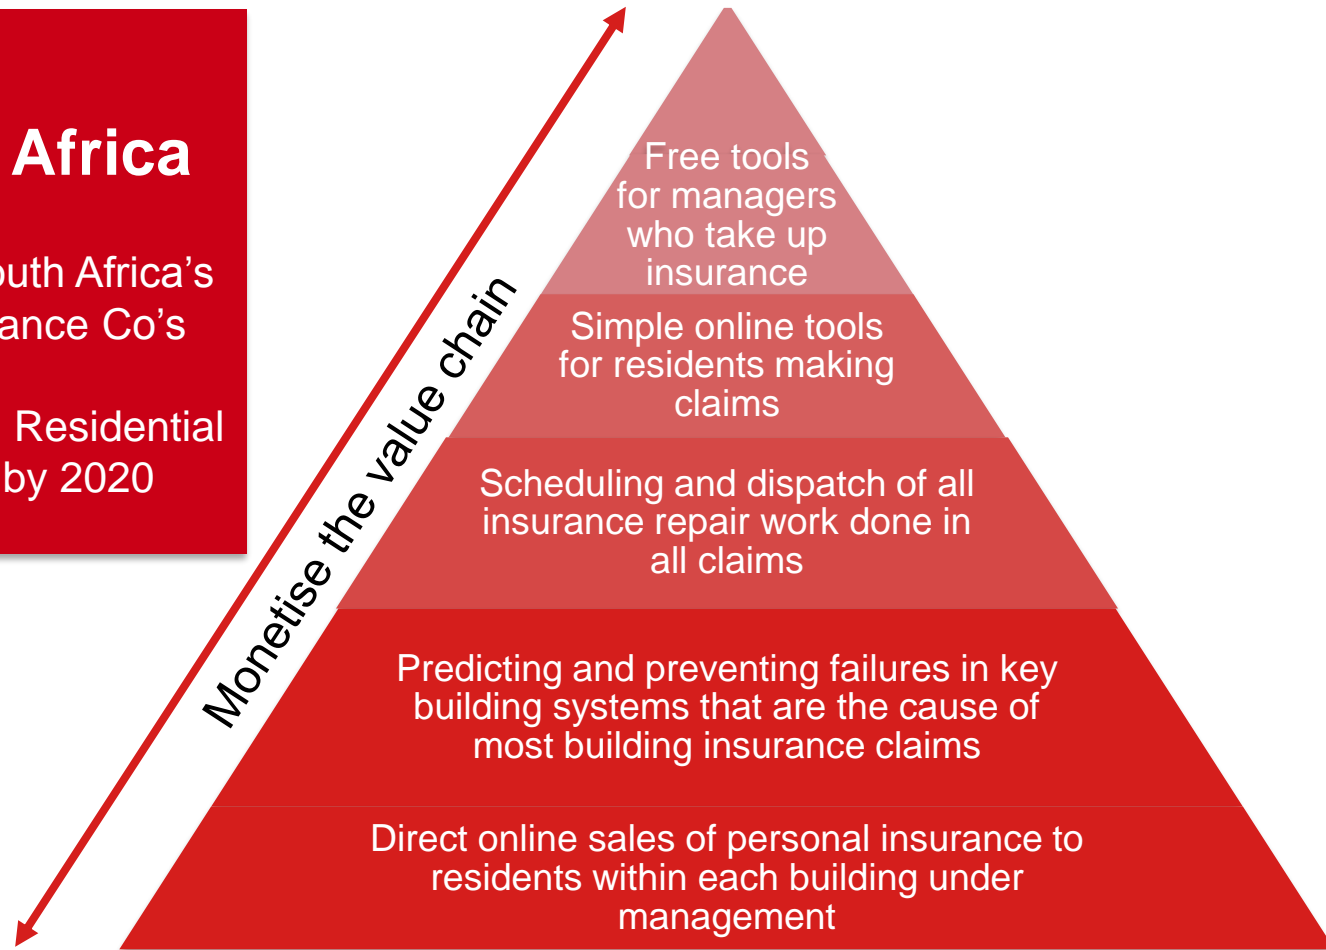 Africa
outh Africa's
ance Co's
Residential
by 2020
Monetise the value chain
Free tools
for managers
who take up
insurance
Simple online tools
for residents making
claims
Scheduling and dispatch of all
insurance repair work done in
all claims
Predicting and preventing failures in key
building systems that are the cause of
most building insurance claims
Direct online sales of personal insurance to
residents within each building under
management